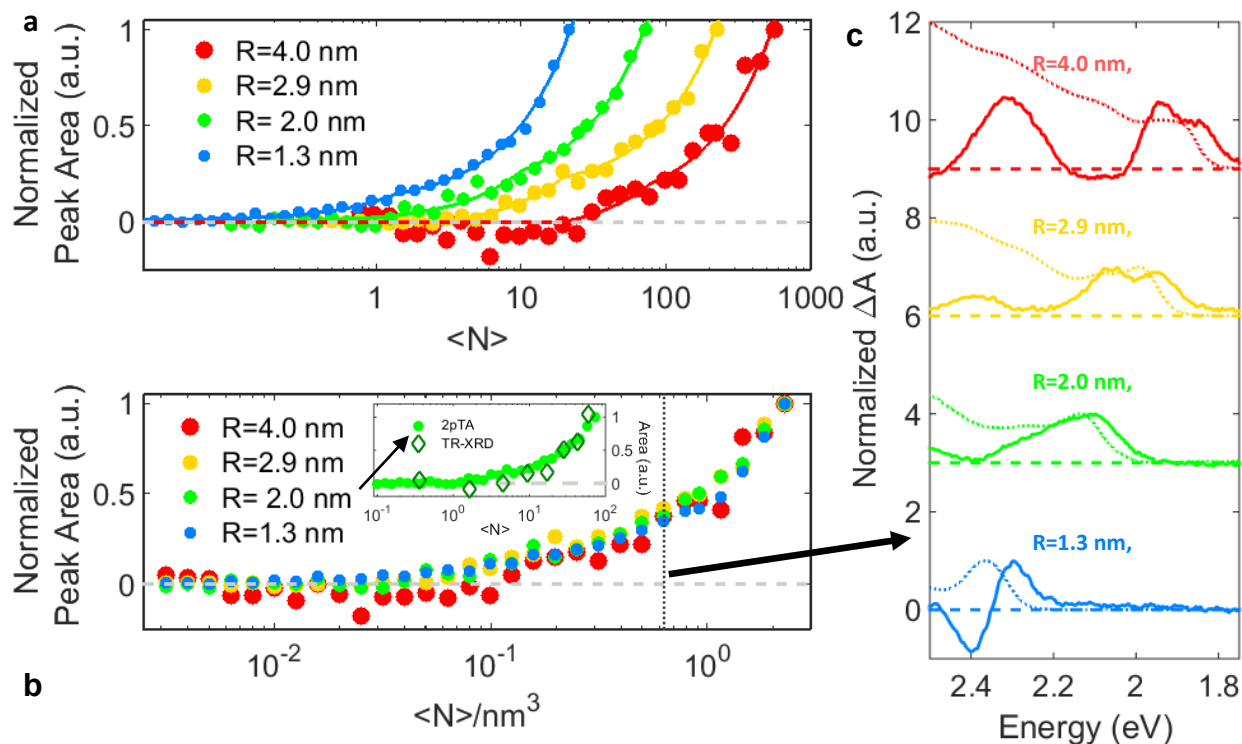 a
Normalized
Peak Area (a.u.)
1
0.5
0
R=4.0 nm
R=2.9 nm
R= 2.0 nm
R=1.3 nm
1
10
100
1000
<N>
b
Normalized
Peak Area (a.u.)
1
0.5
0
R=4.0 nm
R=2.9 nm
R= 2.0 nm
R=1.3 nm
2pTA
TR-XRD
1
0.5
0
Area (a.u.)
10^-1
10^0
10^1
10^2
<N>
10^-2
10^-1
10^0
<N>/nm^3
c
Normalized ΔA (a.u.)
12
10
8
6
4
2
0
R=4.0 nm,
R=2.9 nm,
R=2.0 nm,
R=1.3 nm,
2.4
2.2
2
1.8
Energy (eV)